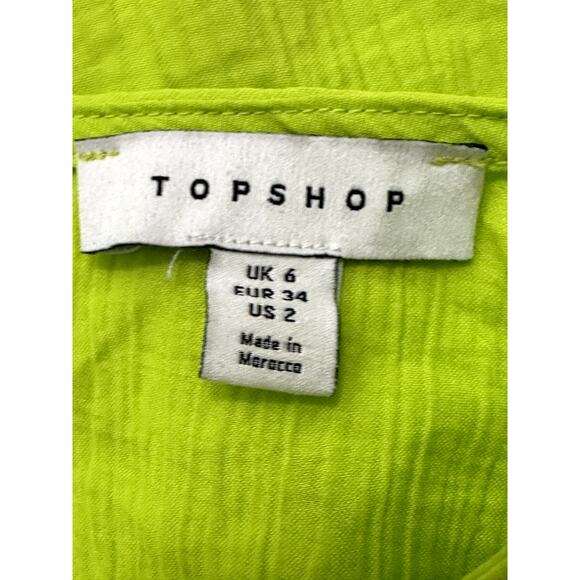 TOPSHOP
UK 6
EUR 34
US 2
Made in
Morocco